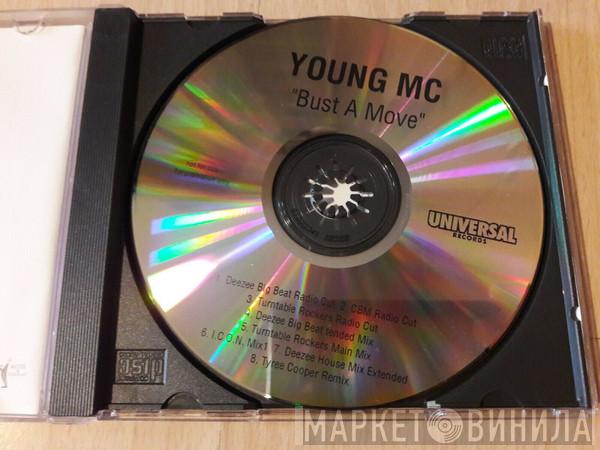 YOUNG MC
"Bust A Move"
UNIVERSAL
RECORDS
1. Deezee Big Beat Radio Cut 2. CBM Radio Cut
3. Turntable Rockers Radio Cut
4. Deezee Big Beat tended Mix
5. Turntable Rockers Main Mix
6. I.C.O.N. Mix1 7. Deezee House Mix Extended
8. Tyree Cooper Remix
МАРКЕТ ВИНИЛА